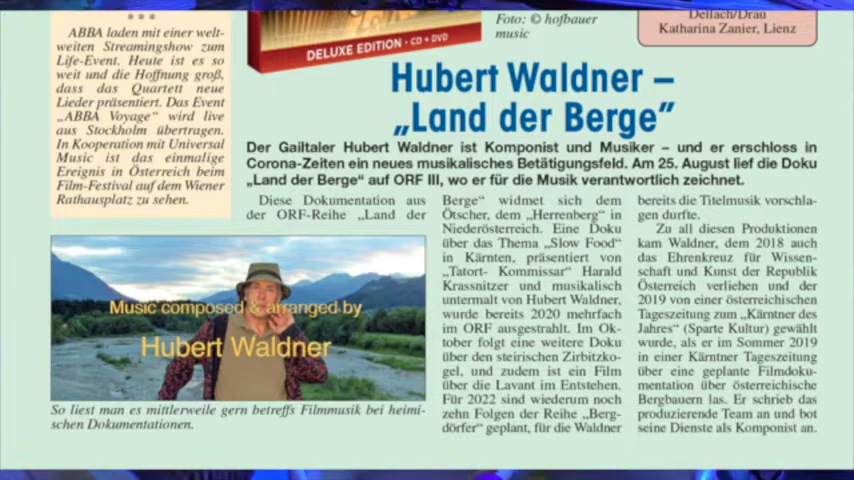 * * *
ABBA laden mit einer welt-
weiten Streamingshow zum
Life-Event. Heute ist es so
weit und die Hoffnung groß,
dass das Quartett neue
Lieder präsentiert. Das Event
„ABBA Voyage“ wird live
aus Stockholm übertragen.
In Kooperation mit Universal
Music ist das einmalige
Ereignis in Österreich beim
Film-Festival auf dem Wiener
Rathausplatz zu sehen.
DELUXE EDITION · CD + DVD
Foto: © hofbauer
music
Dellach/Drau
Katharina Zanier, Lienz
Hubert Waldner –
„Land der Berge”
Der Gailtaler Hubert Waldner ist Komponist und Musiker – und er erschloss in
Corona-Zeiten ein neues musikalisches Betätigungsfeld. Am 25. August lief die Doku
„Land der Berge“ auf ORF III, wo er für die Musik verantwortlich zeichnet.
Diese Dokumentation aus
der ORF-Reihe „Land der
Music composed & arranged by
Hubert Waldner
So liest man es mittlerweile gern betreffs Filmmusik bei heimi-
schen Dokumentationen.
Berge“ widmet sich dem
Ötscher, dem „Herrenberg“ in
Niederösterreich. Eine Doku
über das Thema „Slow Food“
in Kärnten, präsentiert von
„Tatort- Kommissar“ Harald
Krassnitzer und musikalisch
untermalt von Hubert Waldner,
wurde bereits 2020 mehrfach
im ORF ausgestrahlt. Im Ok-
tober folgt eine weitere Doku
über den steirischen Zirbitzko-
gel, und zudem ist ein Film
über die Lavant im Entstehen.
Für 2022 sind wiederum noch
zehn Folgen der Reihe „Berg-
dörfer“ geplant, für die Waldner
bereits die Titelmusik vorschla-
gen durfte.
Zu all diesen Produktionen
kam Waldner, dem 2018 auch
das Ehrenkreuz für Wissen-
schaft und Kunst der Republik
Österreich verliehen und der
2019 von einer österreichischen
Tageszeitung zum „Kärntner des
Jahres“ (Sparte Kultur) gewählt
wurde, als er im Sommer 2019
in einer Kärntner Tageszeitung
über eine geplante Filmdoku-
mentation über österreichische
Bergbauern las. Er schrieb das
produzierende Team an und bot
seine Dienste als Komponist an.